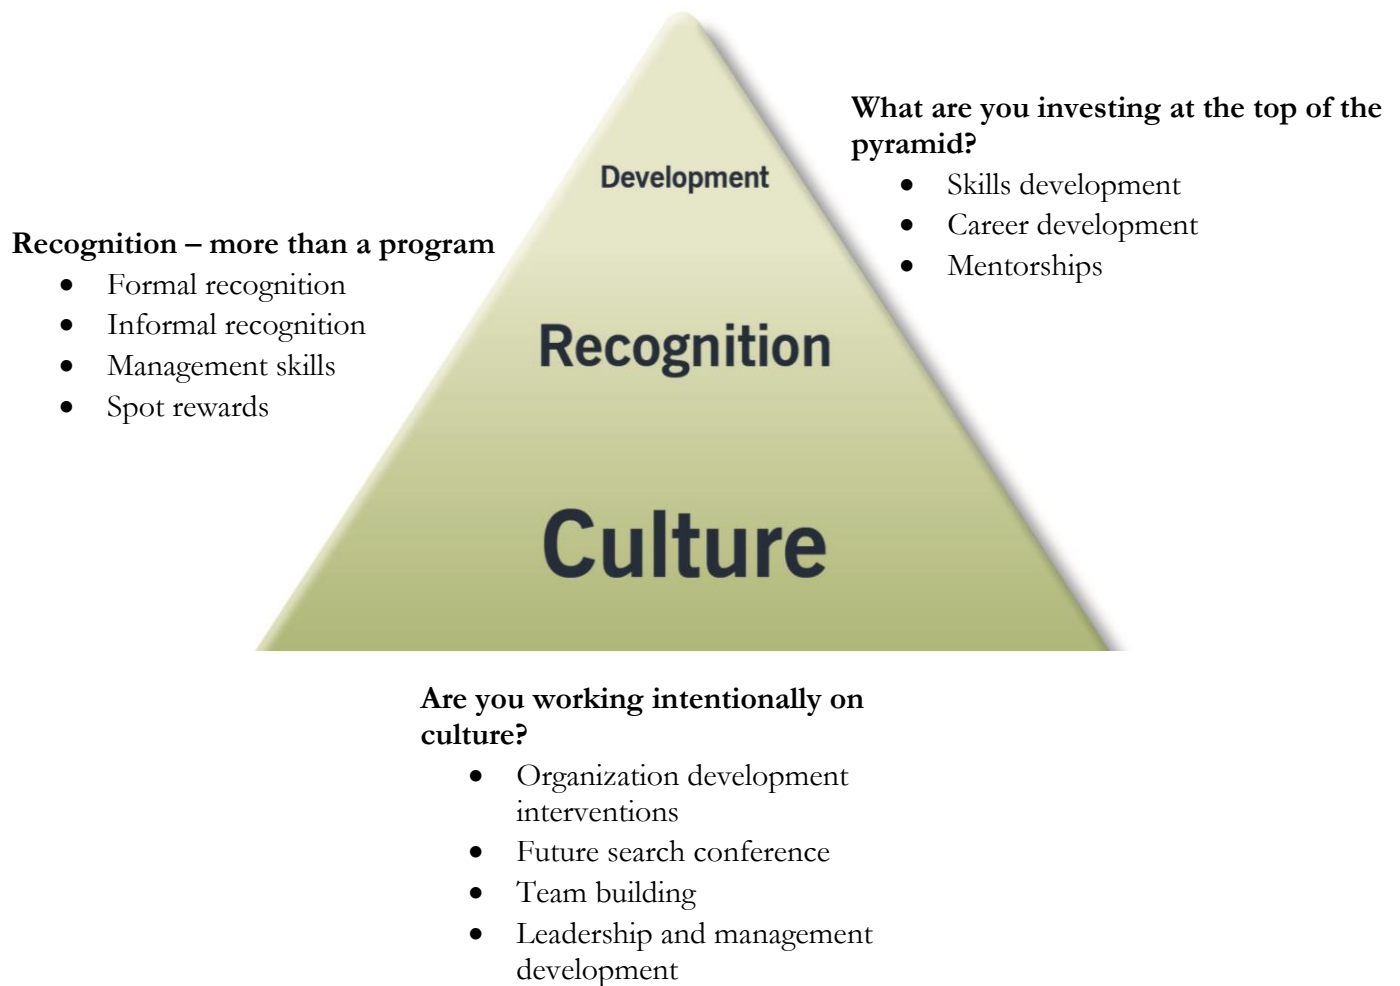 What are you investing at the top of the
pyramid?
• Skills development
• Career development
• Mentorships
Development
Recognition – more than a program
• Formal recognition
• Informal recognition
• Management skills
• Spot rewards
Recognition
Culture
Are you working intentionally on
culture?
• Organization development
interventions
• Future search conference
• Team building
• Leadership and management
development